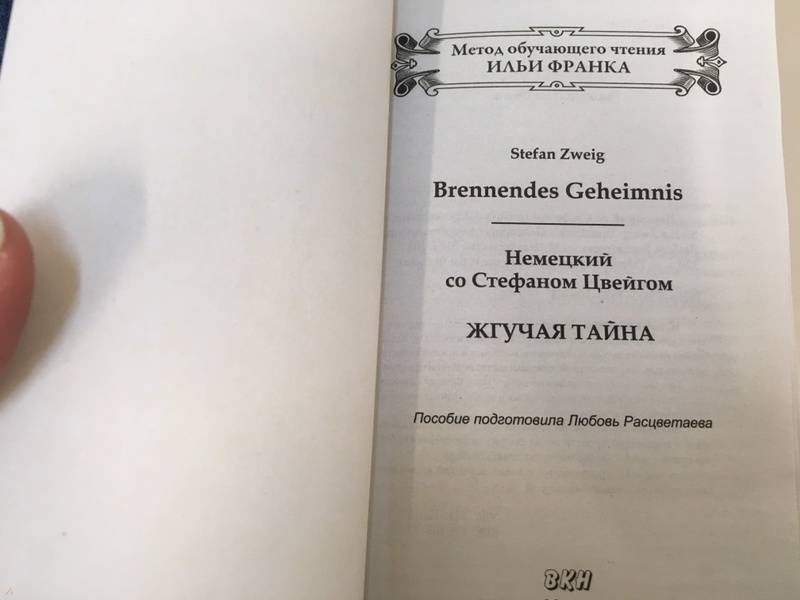 Метод обучающего чтения
ИЛЬИ ФРАНКА
Stefan Zweig
Brennendes Geheimnis
Немецкий
со Стефаном Цвейгом
ЖГУЧАЯ ТАЙНА
Пособие подготовила Любовь Расцветаева
ВКН